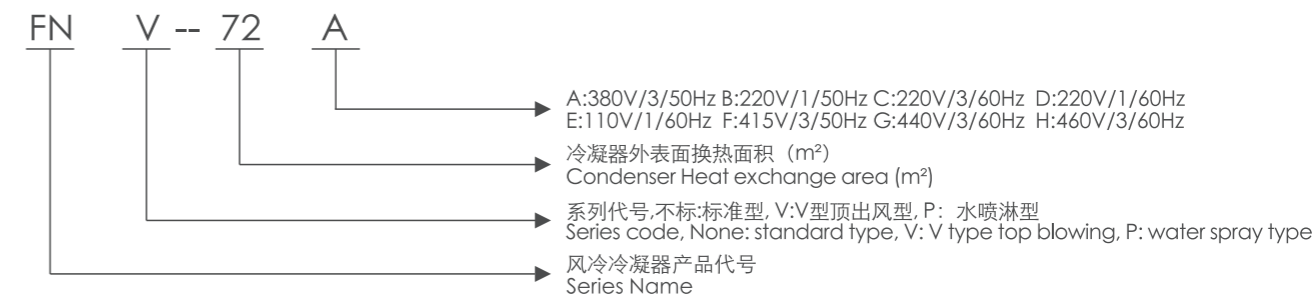 FN V -- 72 A
A:380V/3/50Hz B:220V/1/50Hz C:220V/3/60Hz D:220V/1/60Hz
E:110V/1/60Hz F:415V/3/50Hz G:440V/3/60Hz H:460V/3/60Hz
冷凝器外表面换热面积（m²）
Condenser Heat exchange area (m²)
系列代号,不标:标准型, V:V型顶出风型, P：水喷淋型
Series code, None: standard type, V: V type top blowing, P: water spray type
风冷冷凝器产品代号
Series Name